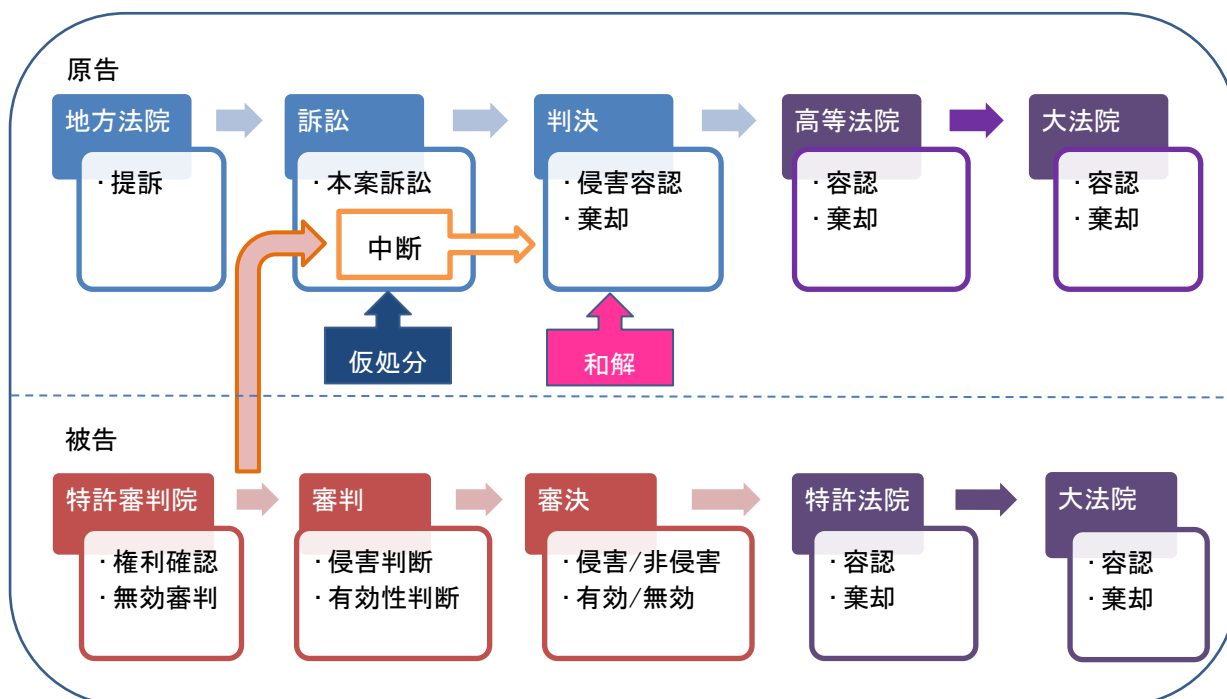 原告
地方法院
・提訴
訴訟
・本案訴訟
中断
仮処分
判決
・侵害容認
・棄却
和解
高等法院
・容認
・棄却
大法院
・容認
・棄却
被告
特許審判院
・権利確認
・無効審判
審判
・侵害判断
・有効性判断
審決
・侵害/非侵害
・有効/無効
特許法院
・容認
・棄却
大法院
・容認
・棄却